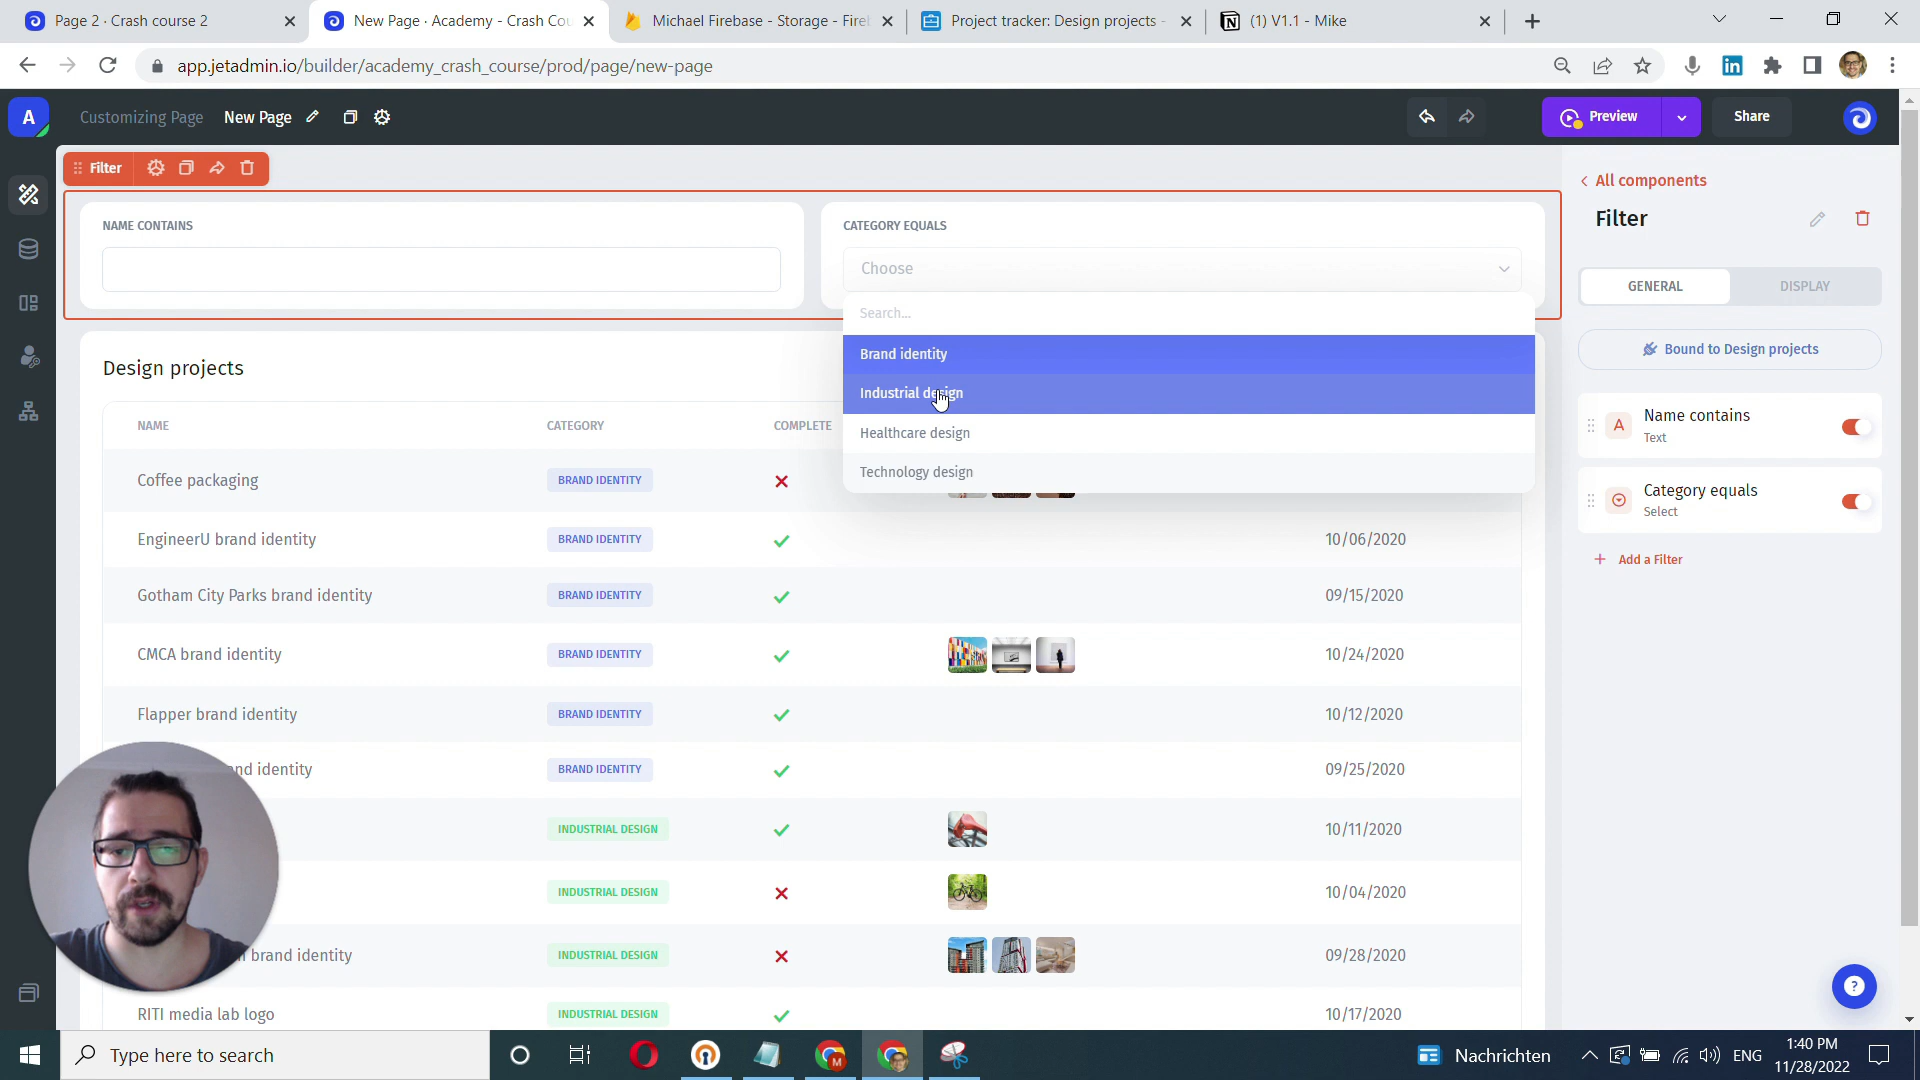 Page 2 · Crash course 2
New Page · Academy - Crash Cou
Michael Firebase - Storage - Fireb
Project tracker: Design projects -
(1) V1.1 - Mike
app.jetadmin.io/builder/academy_crash_course/prod/page/new-page
A
Customizing Page
New Page
Preview
Share
Filter
NAME CONTAINS
CATEGORY EQUALS
Choose
Search...
Brand identity
Industrial design
Healthcare design
Technology design
Design projects
NAME
CATEGORY
COMPLETE
Coffee packaging
BRAND IDENTITY
EngineerU brand identity
BRAND IDENTITY
10/06/2020
Gotham City Parks brand identity
BRAND IDENTITY
09/15/2020
CMCA brand identity
BRAND IDENTITY
10/24/2020
Flapper brand identity
BRAND IDENTITY
10/12/2020
nd identity
BRAND IDENTITY
09/25/2020
INDUSTRIAL DESIGN
10/11/2020
INDUSTRIAL DESIGN
10/04/2020
brand identity
INDUSTRIAL DESIGN
09/28/2020
RITI media lab logo
INDUSTRIAL DESIGN
10/17/2020
All components
Filter
GENERAL
DISPLAY
Bound to Design projects
A
Name contains
Text
Category equals
Select
+ Add a Filter
?
Type here to search
M
Nachrichten
ENG
1:40 PM
11/28/2022